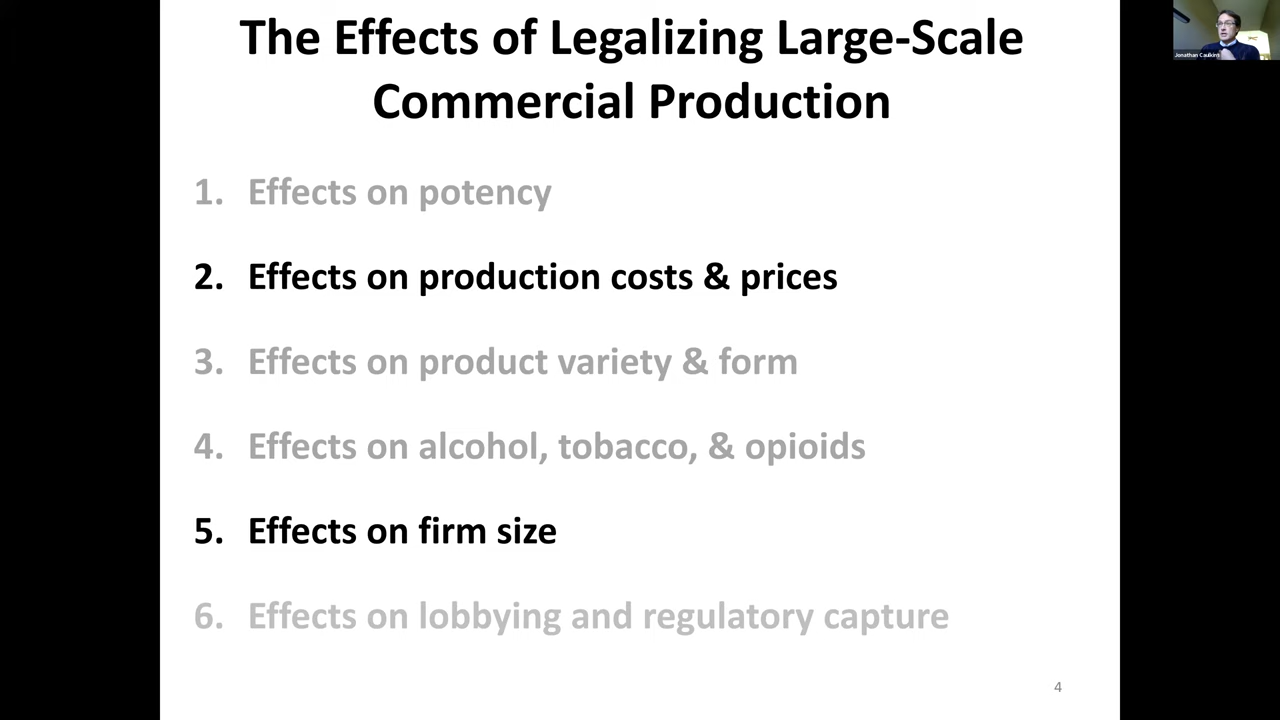 The Effects of Legalizing Large-Scale
Commercial Production
1. Effects on potency
2. Effects on production costs & prices
3. Effects on product variety & form
4. Effects on alcohol, tobacco, & opioids
5. Effects on firm size
6. Effects on lobbying and regulatory capture
4
Jonathan Caulkins